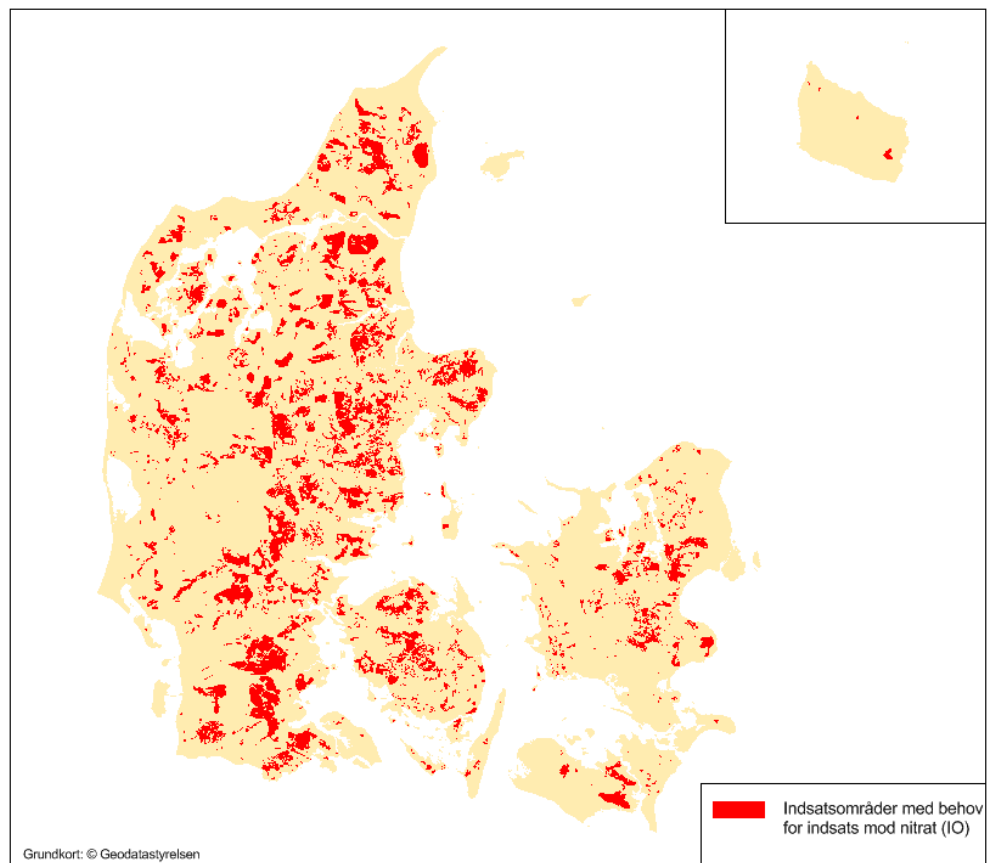 Indsatsområder med behov
for indsats mod nitrat (IO)
Grundkort: © Geodatastyrelsen